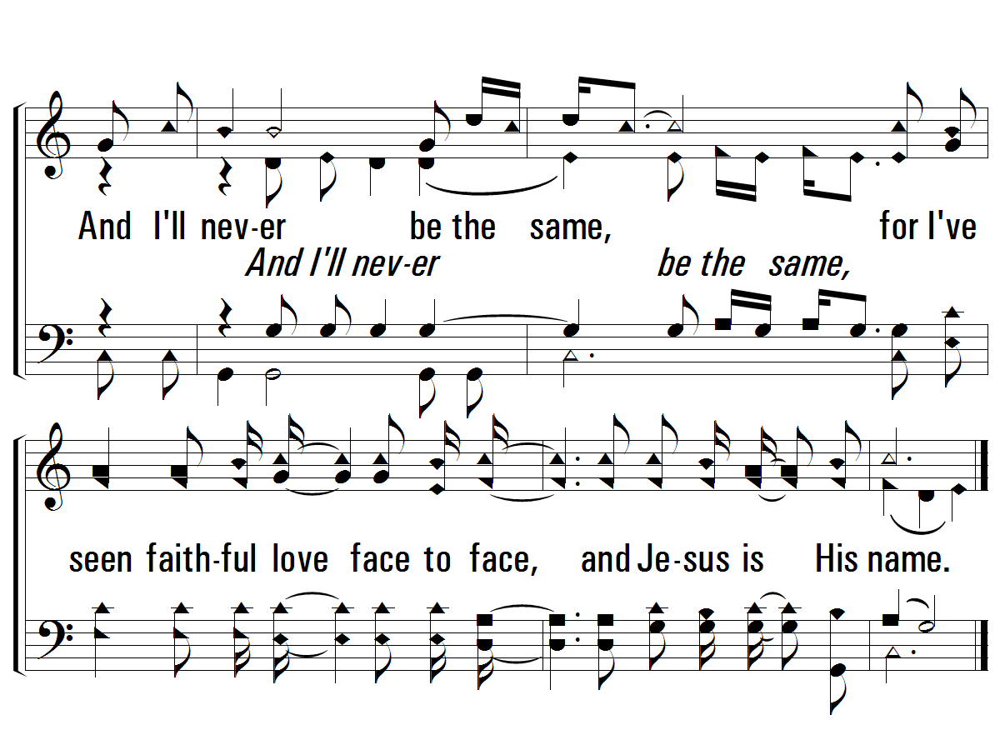 And I'll nev-er be the same, for I've
And I'll nev-er be the same,
seen faith-ful love face to face, and Je-sus is His name.